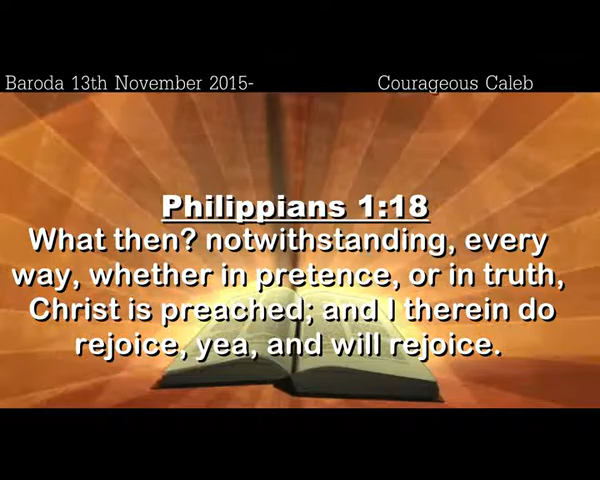 Baroda 13th November 2015-
Courageous Caleb
Philippians 1:18
What then? notwithstanding, every
way, whether in pretence, or in truth,
Christ is preached; and I therein do
rejoice, yea, and will rejoice.